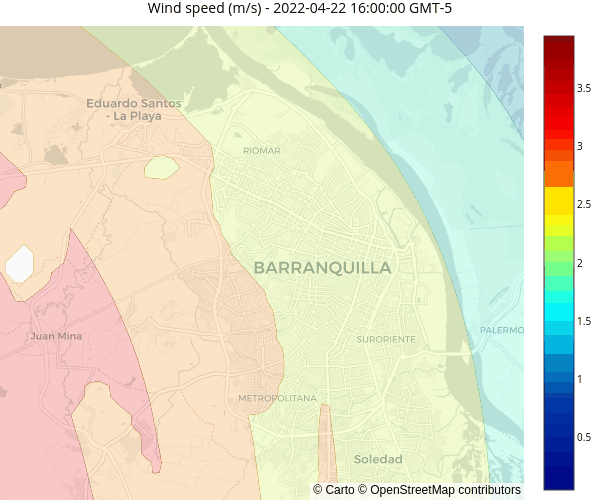 Wind speed (m/s) - 2022-04-22 16:00:00 GMT-5
Eduardo Santos
- La Playa
RIOMAR
BARRANQUILLA
Juan Mina
SURORIENTE
PALERMO
METROPOLITANA
Soledad
© Carto © OpenStreetMap contributors
3.5
3
2.5
2
1.5
1
0.5